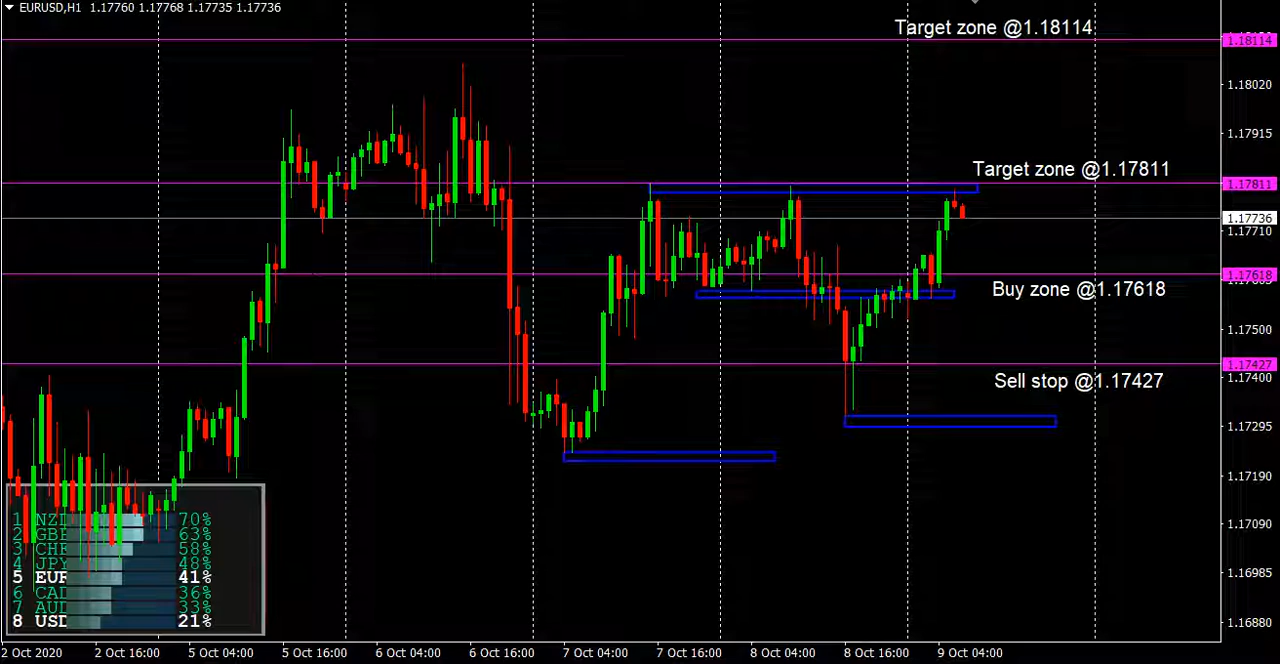 EURUSD,H1 1.17760 1.17768 1.17735 1.17736
Target zone @1.18114
1.18114
1.18020
1.17915
Target zone @1.17811
1.17811
1.17736
1.17710
1.17618
Buy zone @1.17618
1.17500
1.17427
Sell stop @1.17427
1.17400
1.17295
1.17190
1.17090
1.16985
1.16880
1 70%
2 63%
3 58%
4 JPY 48%
5 EUR 41%
6 CAD 36%
7 AUD 33%
8 USD 21%
2 Oct 2020 2 Oct 16:00 5 Oct 04:00 5 Oct 16:00 6 Oct 04:00 6 Oct 16:00 7 Oct 04:00 7 Oct 16:00 8 Oct 04:00 8 Oct 16:00 9 Oct 04:00